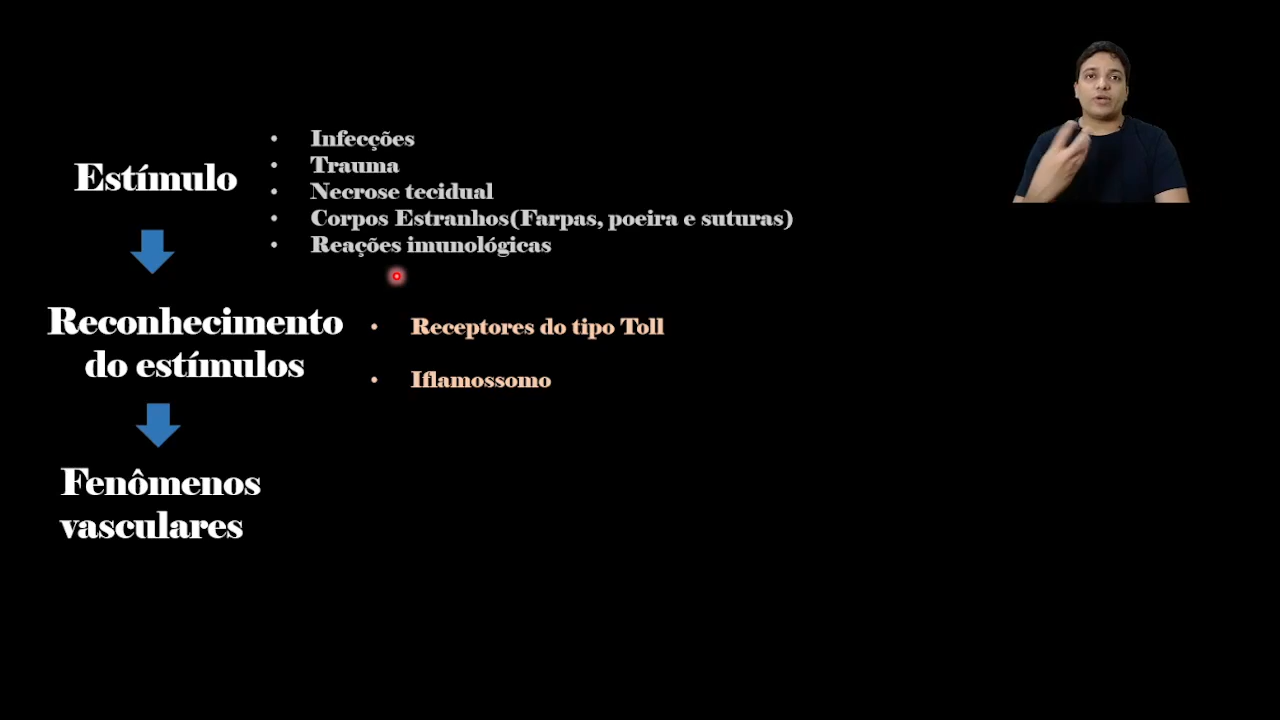 Estímulo
• Infecções
• Trauma
• Necrose tecidual
• Corpos Estranhos(Farpas, poeira e suturas)
• Reações imunológicas
Reconhecimento
do estímulos
• Receptores do tipo Toll
• Iflamossomo
Fenômenos
vasculares